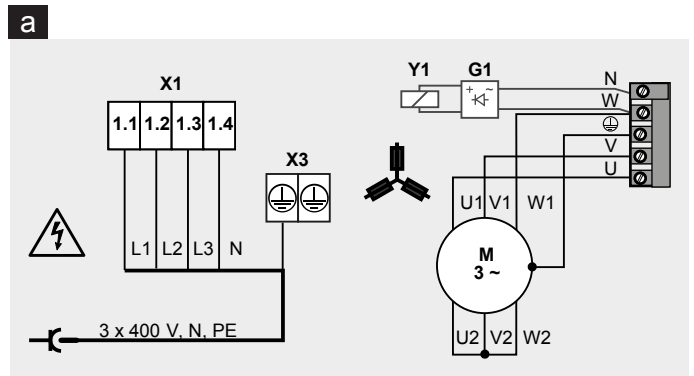 a
X1
1.1 1.2 1.3 1.4
X3
L1 L2 L3 N
3 x 400 V, N, PE
Y1 G1
+ ~
-
N
W
V
U
U1 V1 W1
M
3 ~
U2 V2 W2